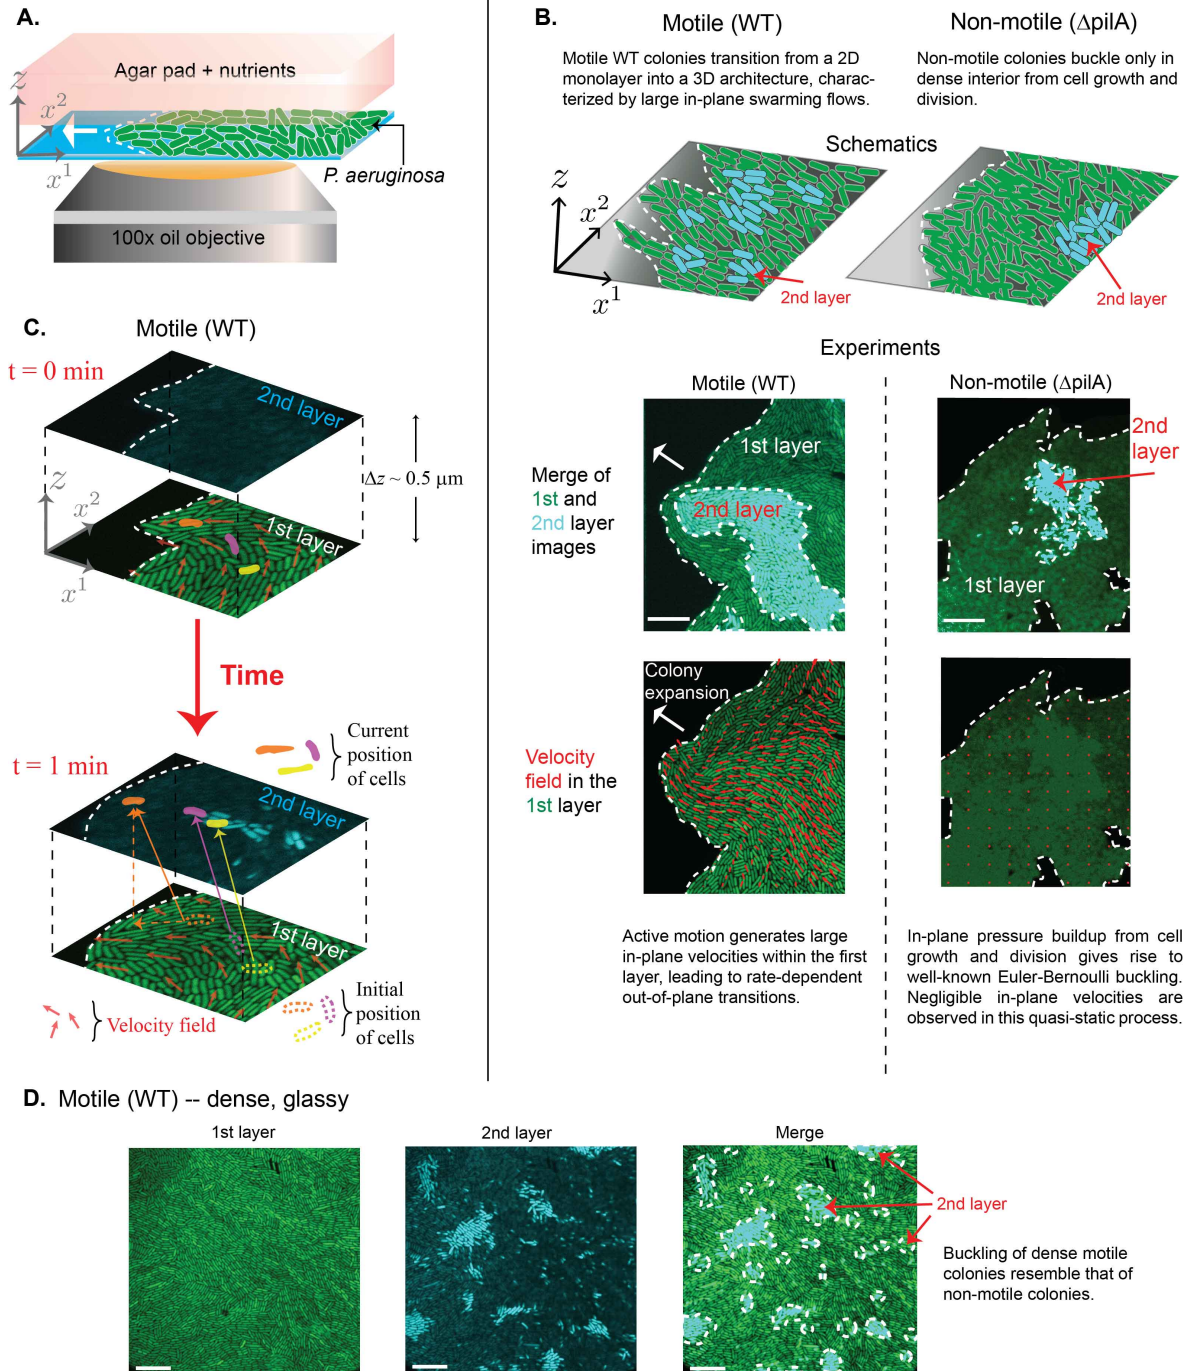 A.
Agar pad + nutrients
z
x²
x¹
P. aeruginosa
100x oil objective
B.
Motile (WT)
Motile WT colonies transition from a 2D
monolayer into a 3D architecture, charac-
terized by large in-plane swarming flows.
Non-motile (ΔpilA)
Non-motile colonies buckle only in
dense interior from cell growth and
division.
Schematics
z
x²
x¹
2nd layer
2nd layer
Experiments
Motile (WT)
Non-motile (ΔpilA)
Merge of
1st and
2nd layer
images
1st layer
2nd layer
2nd
layer
1st layer
Velocity
field in the
1st layer
Colony
expansion
Active motion generates large
in-plane velocities within the first
layer, leading to rate-dependent
out-of-plane transitions.
In-plane pressure buildup from cell
growth and division gives rise to
well-known Euler-Bernoulli buckling.
Negligible in-plane velocities are
observed in this quasi-static process.
C.
Motile (WT)
t = 0 min
2nd layer
Δz ~ 0.5 μm
z
x²
x¹
1st layer
Time
t = 1 min
Current
position
of cells
2nd layer
1st layer
Velocity field
Initial
position
of cells
D. Motile (WT) -- dense, glassy
1st layer
2nd layer
Merge
2nd layer
Buckling of dense motile
colonies resemble that of
non-motile colonies.